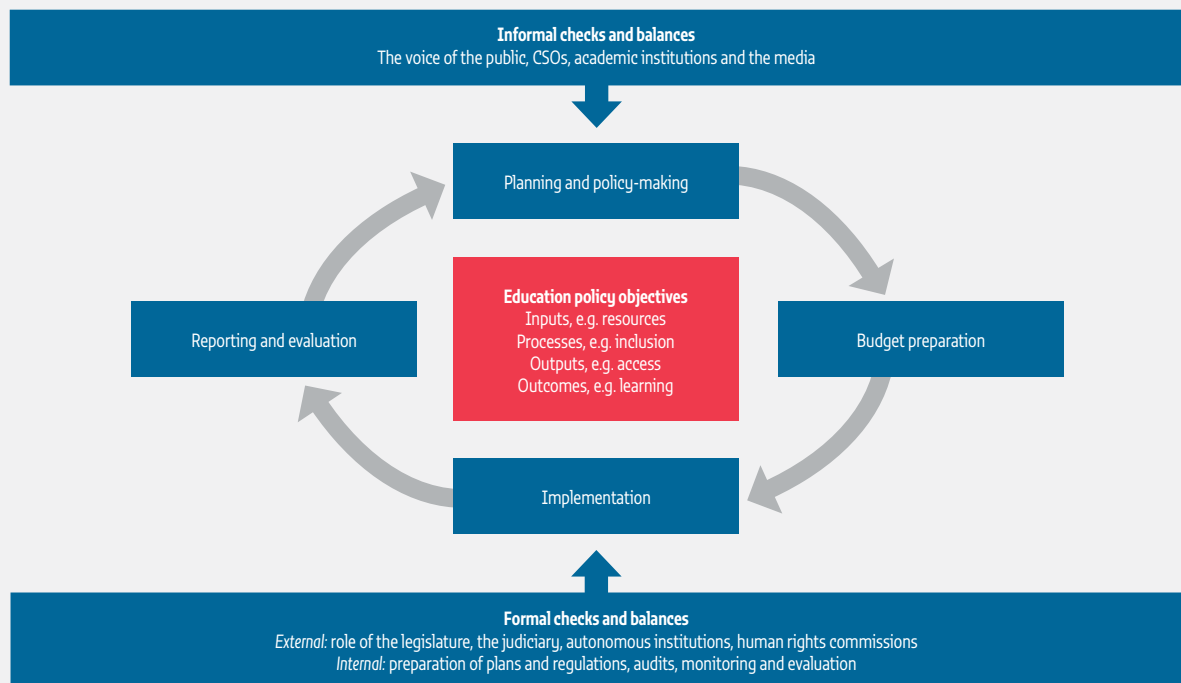 Informal checks and balances
The voice of the public, CSOs, academic institutions and the media
Planning and policy-making
Education policy objectives
Inputs, e.g. resources
Processes, e.g. inclusion
Outputs, e.g. access
Outcomes, e.g. learning
Reporting and evaluation
Budget preparation
Implementation
Formal checks and balances
External: role of the legislature, the judiciary, autonomous institutions, human rights commissions
Internal: preparation of plans and regulations, audits, monitoring and evaluation